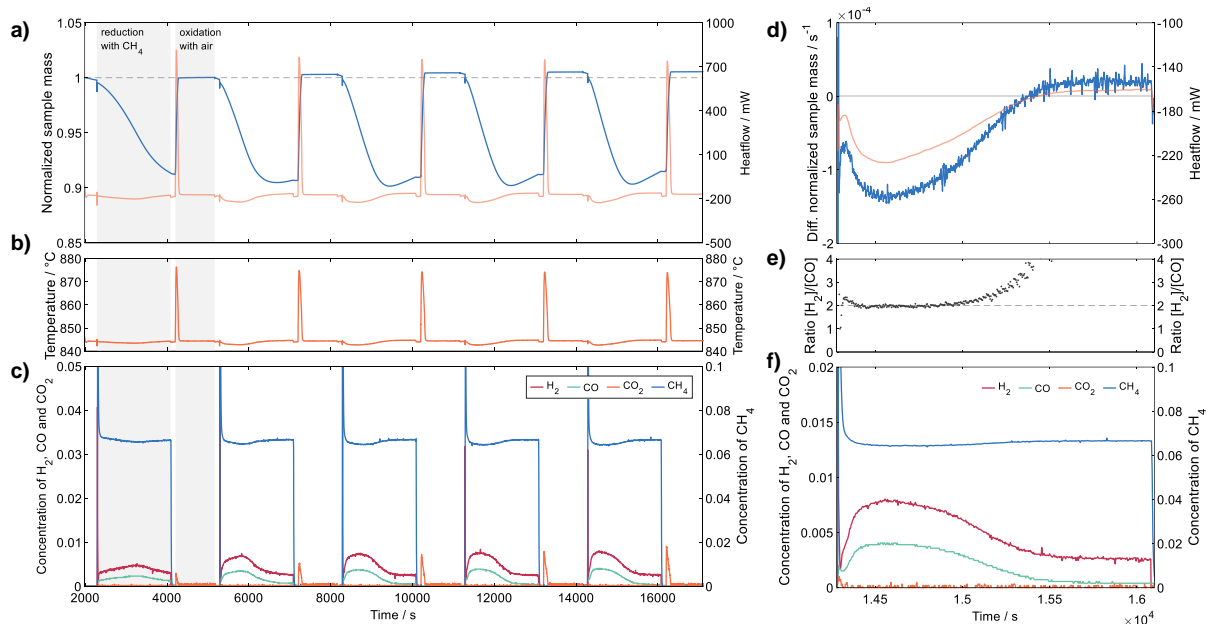 a)
1.05
1
0.95
0.9
0.85
Normalized sample mass
reduction
with CH4
oxidation
with air
1000
700
400
100
-200
-500
Heatflow / mW
b)
880
870
860
850
840
Temperature / °C
880
870
860
850
840
Temperature / °C
c)
0.05
0.04
0.03
0.02
0.01
0
Concentration of H2, CO and CO2
H2 CO CO2 CH4
0.1
0.08
0.06
0.04
0.02
0
Concentration of CH4
2000 4000 6000 8000 10000 12000 14000 16000
Time / s
d)
×10-4
1
0
-1
-2
Diff. normalized sample mass / s-1
-100
-140
-180
-220
-260
-300
Heatflow / mW
e)
4
3
2
1
0
Ratio [H2]/[CO]
4
3
2
1
0
Ratio [H2]/[CO]
f)
0.02
0.015
0.01
0.005
0
Concentration of H2, CO and CO2
H2 CO CO2 CH4
0.1
0.08
0.06
0.04
0.02
0
Concentration of CH4
1.45 1.5 1.55 1.6
Time / s
×104